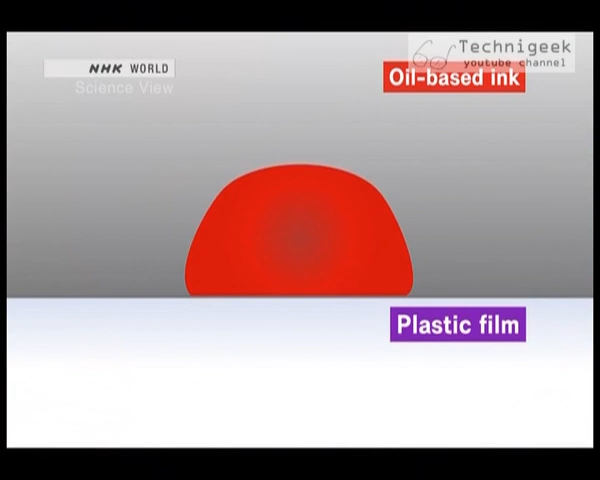 Technigeek
youtube channel
NHK WORLD
Science View
Oil-based ink
Plastic film